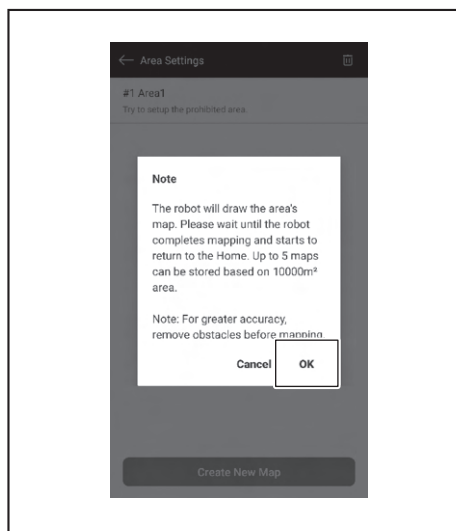 Area Settings
#1 Area1
Try to setup the prohibited area.
Note
The robot will draw the area's
map. Please wait until the robot
completes mapping and starts to
return to the Home. Up to 5 maps
can be stored based on 10000m²
area.
Note: For greater accuracy,
remove obstacles before mapping.
Cancel OK
Create New Map